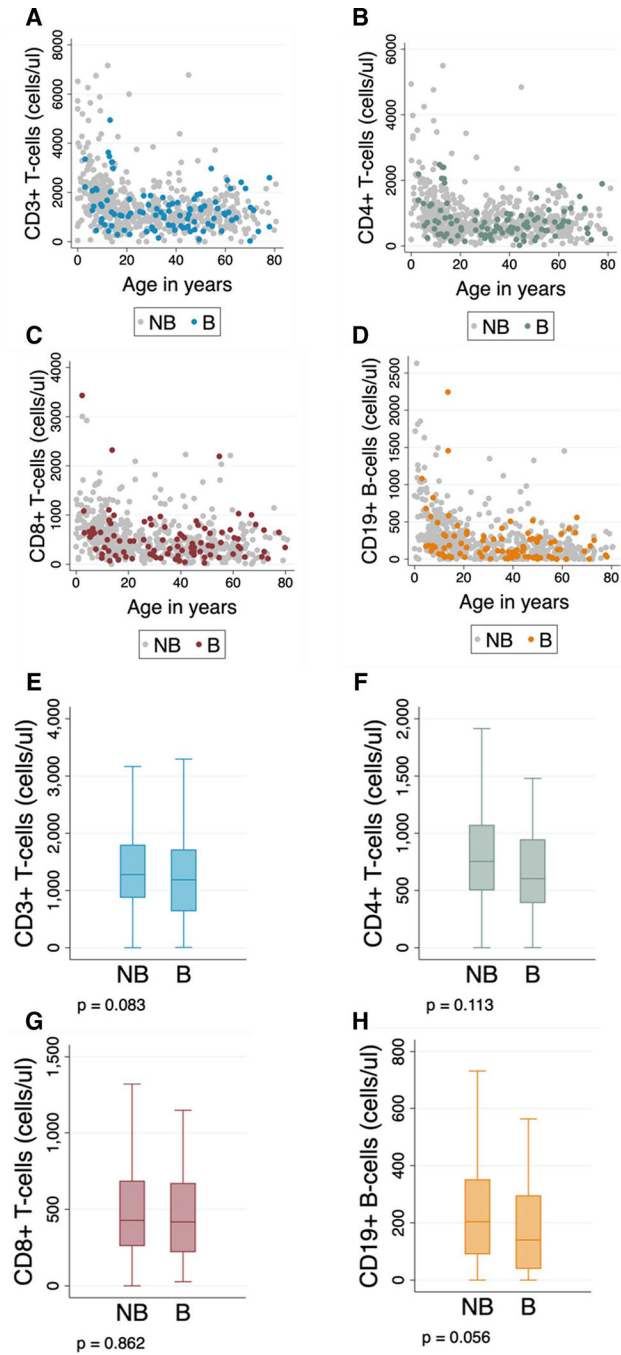 A
CD3+ T-cells (cells/ul)
8000
6000
4000
2000
0
0 20 40 60 80
Age in years
NB B
B
CD4+ T-cells (cells/ul)
6000
4000
2000
0
0 20 40 60 80
Age in years
NB B
C
CD8+ T-cells (cells/ul)
4000
3000
2000
1000
0
0 20 40 60 80
Age in years
NB B
D
CD19+ B-cells (cells/ul)
2500
2000
1500
1000
500
0
0 20 40 60 80
Age in years
NB B
E
CD3+ T-cells (cells/ul)
4,000
3,000
2,000
1,000
0
NB B
p = 0.083
F
CD4+ T-cells (cells/ul)
2,000
1,500
1,000
500
0
NB B
p = 0.113
G
CD8+ T-cells (cells/ul)
1,500
1,000
500
0
NB B
p = 0.862
H
CD19+ B-cells (cells/ul)
800
600
400
200
0
NB B
p = 0.056